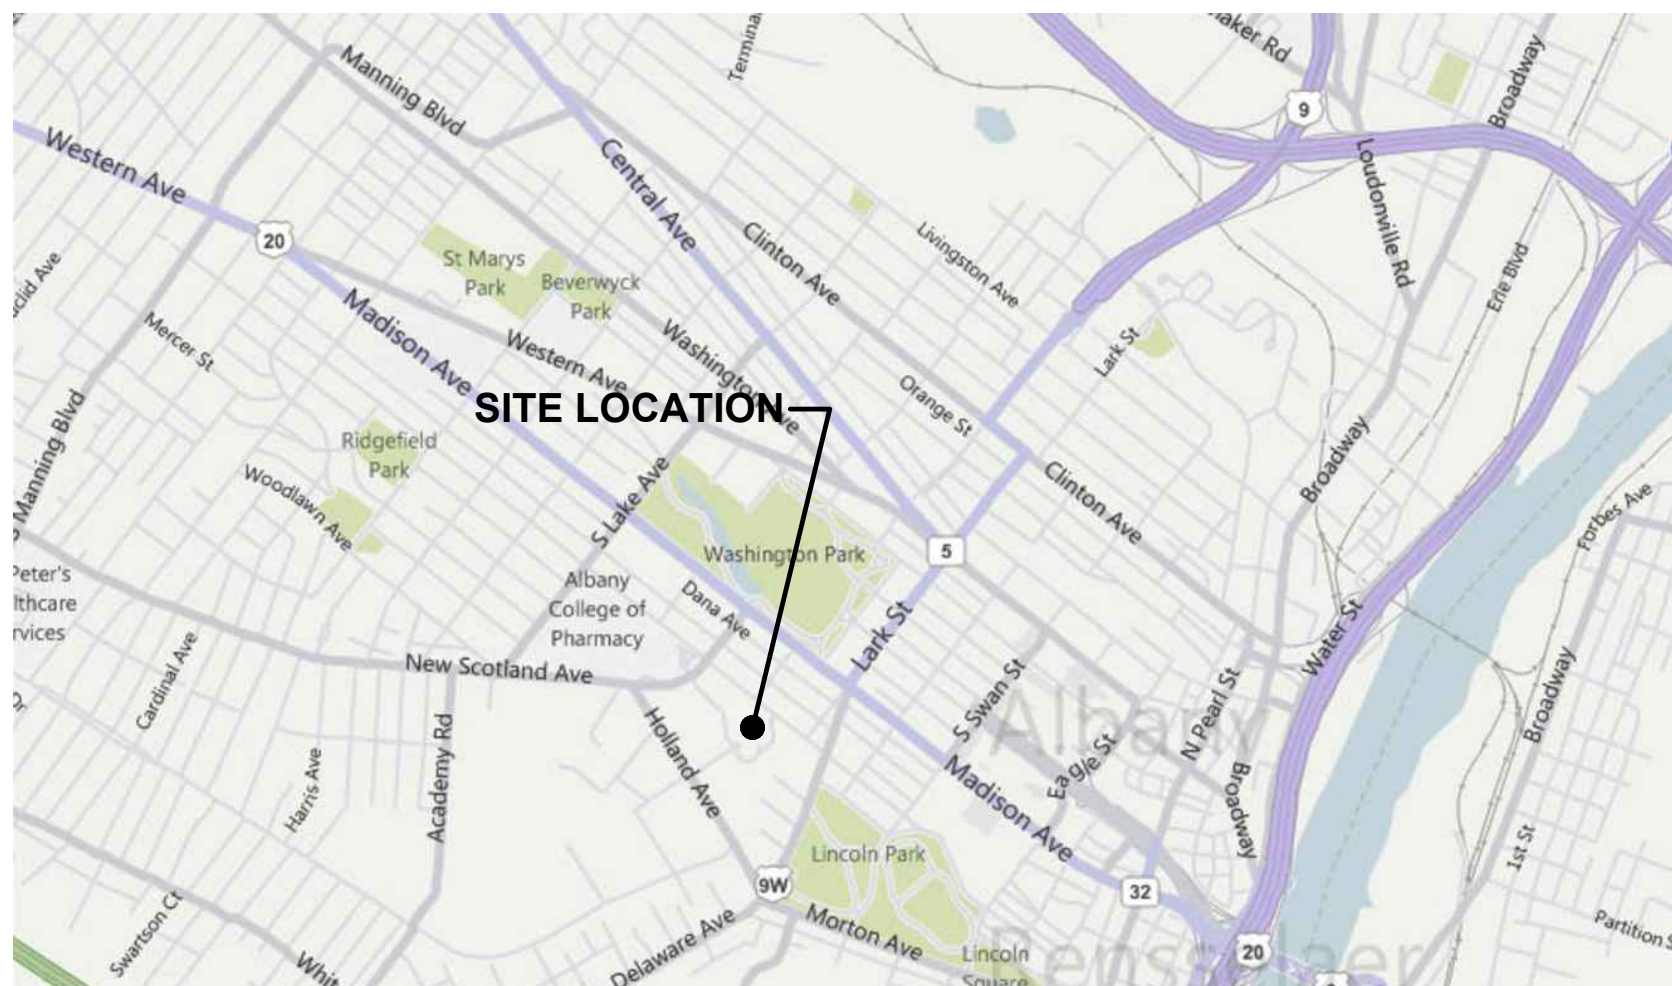 Manning Blvd
Terminal
Broadway
9
Western Ave
Central Ave
Loudonville Rd
20
St Marys
Park
Beverwyck
Park
Clinton Ave
Livingston Ave
Erie Blvd
Mercer St
Madison Ave
Western Ave
Washington Ave
Lark St
Orange St
SITE LOCATION
S Manning Blvd
Ridgefield
Park
Woodlawn Ave
S Lake Ave
Clinton Ave
Broadway
Forbes Ave
Washington Park
5
Albany
College of
Pharmacy
Dana Ave
Lark St
Water St
Cardinal Ave
New Scotland Ave
S Swan St
N Pearl St
Broadway
Albany
Eagle St
Holland Ave
Academy Rd
Harris Ave
Madison Ave
Broadway
Lincoln Park
1st St
9W
32
Morton Ave
Delaware Ave
Swartson Ct
Whit
Lincoln
Square
20
Rensselaer
Partition S